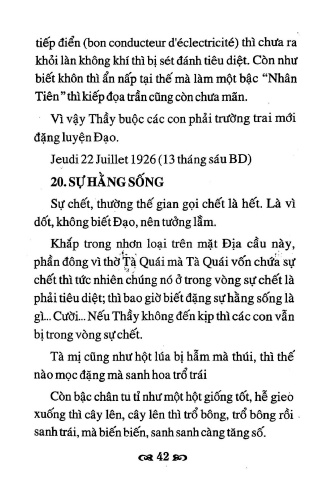 tiếp điển (bon conducteur d'éclectricité) thì chưa ra
khỏi làn không khí thì bị sét đánh tiêu diệt. Còn như
biết khôn thì ẩn nấp tại thế mà làm một bậc “Nhân
Tiên” thì kiếp đọa trần cũng còn chưa mãn.
Vì vậy Thầy buộc các con phải trường trai mới
đặng luyện Đạo.
Jeudi 22 Juillet 1926 (13 tháng sáu BD)
20. SỰ HẰNG SỐNG
Sự chết, thường thế gian gọi chết là hết. Là vì
dốt, không biết Đạo, nên tưởng lầm.
Khắp trong nhơn loại trên mặt Địa cầu này,
phần đông vì thờ Tà Quái mà Tà Quái vốn chứa sự
chết thì tức nhiên chúng nó ở trong vòng sự chết là
phải tiêu diệt; thì bao giờ biết đặng sự hằng sống là
gì... Cười... Nếu Thầy không đến kịp thì các con vẫn
bị trong vòng sự chết.
Tà mị cũng như hột lúa bị hẩm mà thúi, thì thế
nào mọc đặng mà sanh hoa trổ trái
Còn bậc chân tu tỉ như một hột giống tốt, hễ gieo
xuống thì cây lên, cây lên thì trổ bông, trổ bông rồi
sanh trái, mà biến biến, sanh sanh càng tăng số.
42